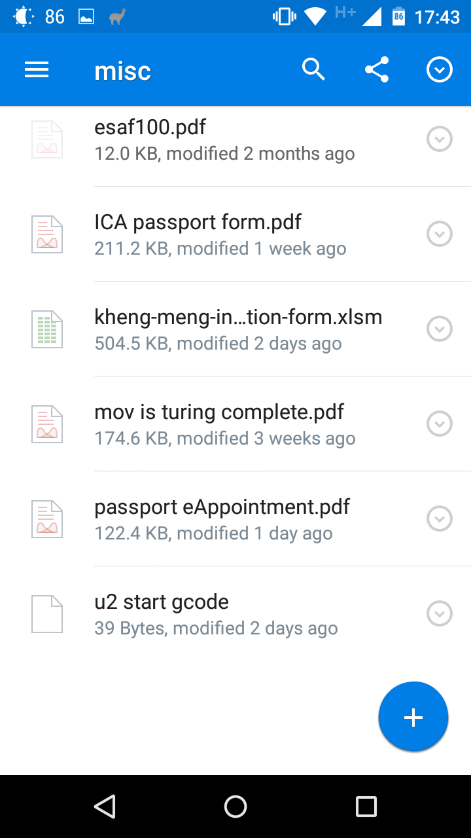 86 H+ 86 17:43
misc
esaf100.pdf
12.0 KB, modified 2 months ago
ICA passport form.pdf
211.2 KB, modified 1 week ago
kheng-meng-in…tion-form.xlsm
504.5 KB, modified 2 days ago
mov is turing complete.pdf
174.6 KB, modified 3 weeks ago
passport eAppointment.pdf
122.4 KB, modified 1 day ago
u2 start gcode
39 Bytes, modified 2 days ago